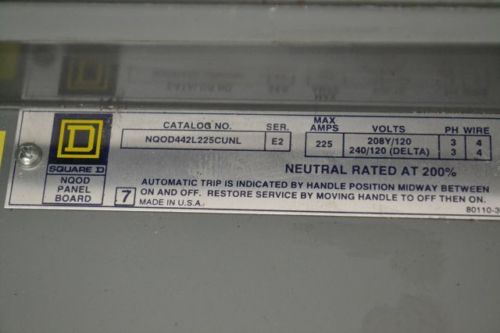 CATALOG NO. SER. MAX AMPS VOLTS PH WIRE
NQOD442L225CUNL E2 225 208Y/120 3 4
240/120 (DELTA) 3 4
D
SQUARE D
NQOD
PANEL
BOARD
NEUTRAL RATED AT 200%
7
AUTOMATIC TRIP IS INDICATED BY HANDLE POSITION MIDWAY BETWEEN
ON AND OFF. RESTORE SERVICE BY MOVING HANDLE TO OFF THEN ON.
MADE IN U.S.A.